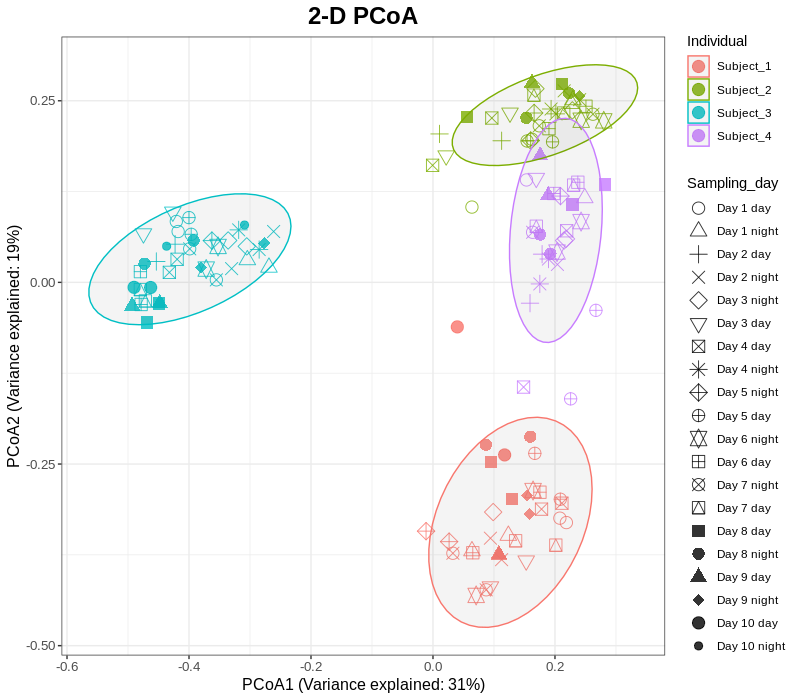 2-D PCoA
PCoA2 (Variance explained: 19%)
0.25
0.00
-0.25
-0.50
-0.6
-0.4
-0.2
0.0
0.2
PCoA1 (Variance explained: 31%)
Individual
Subject_1
Subject_2
Subject_3
Subject_4
Sampling_day
Day 1 day
Day 1 night
Day 2 day
Day 2 night
Day 3 night
Day 3 day
Day 4 day
Day 4 night
Day 5 night
Day 5 day
Day 6 night
Day 6 day
Day 7 night
Day 7 day
Day 8 day
Day 8 night
Day 9 day
Day 9 night
Day 10 day
Day 10 night